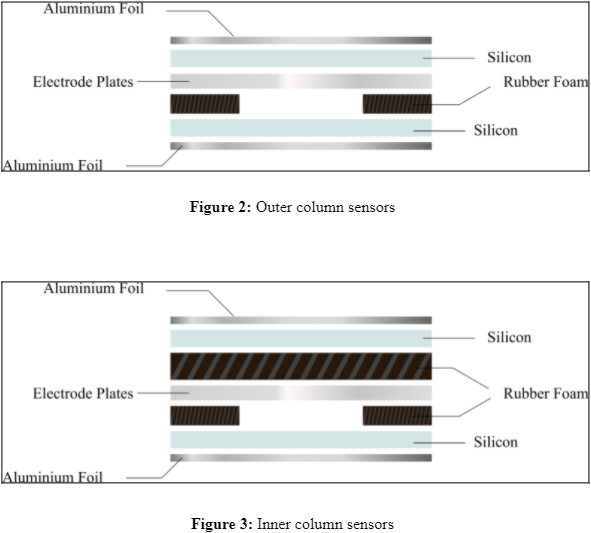 Aluminium Foil
Silicon
Electrode Plates
Rubber Foam
Silicon
Aluminium Foil
Figure 2: Outer column sensors
Aluminium Foil
Silicon
Electrode Plates
Rubber Foam
Silicon
Aluminium Foil
Figure 3: Inner column sensors